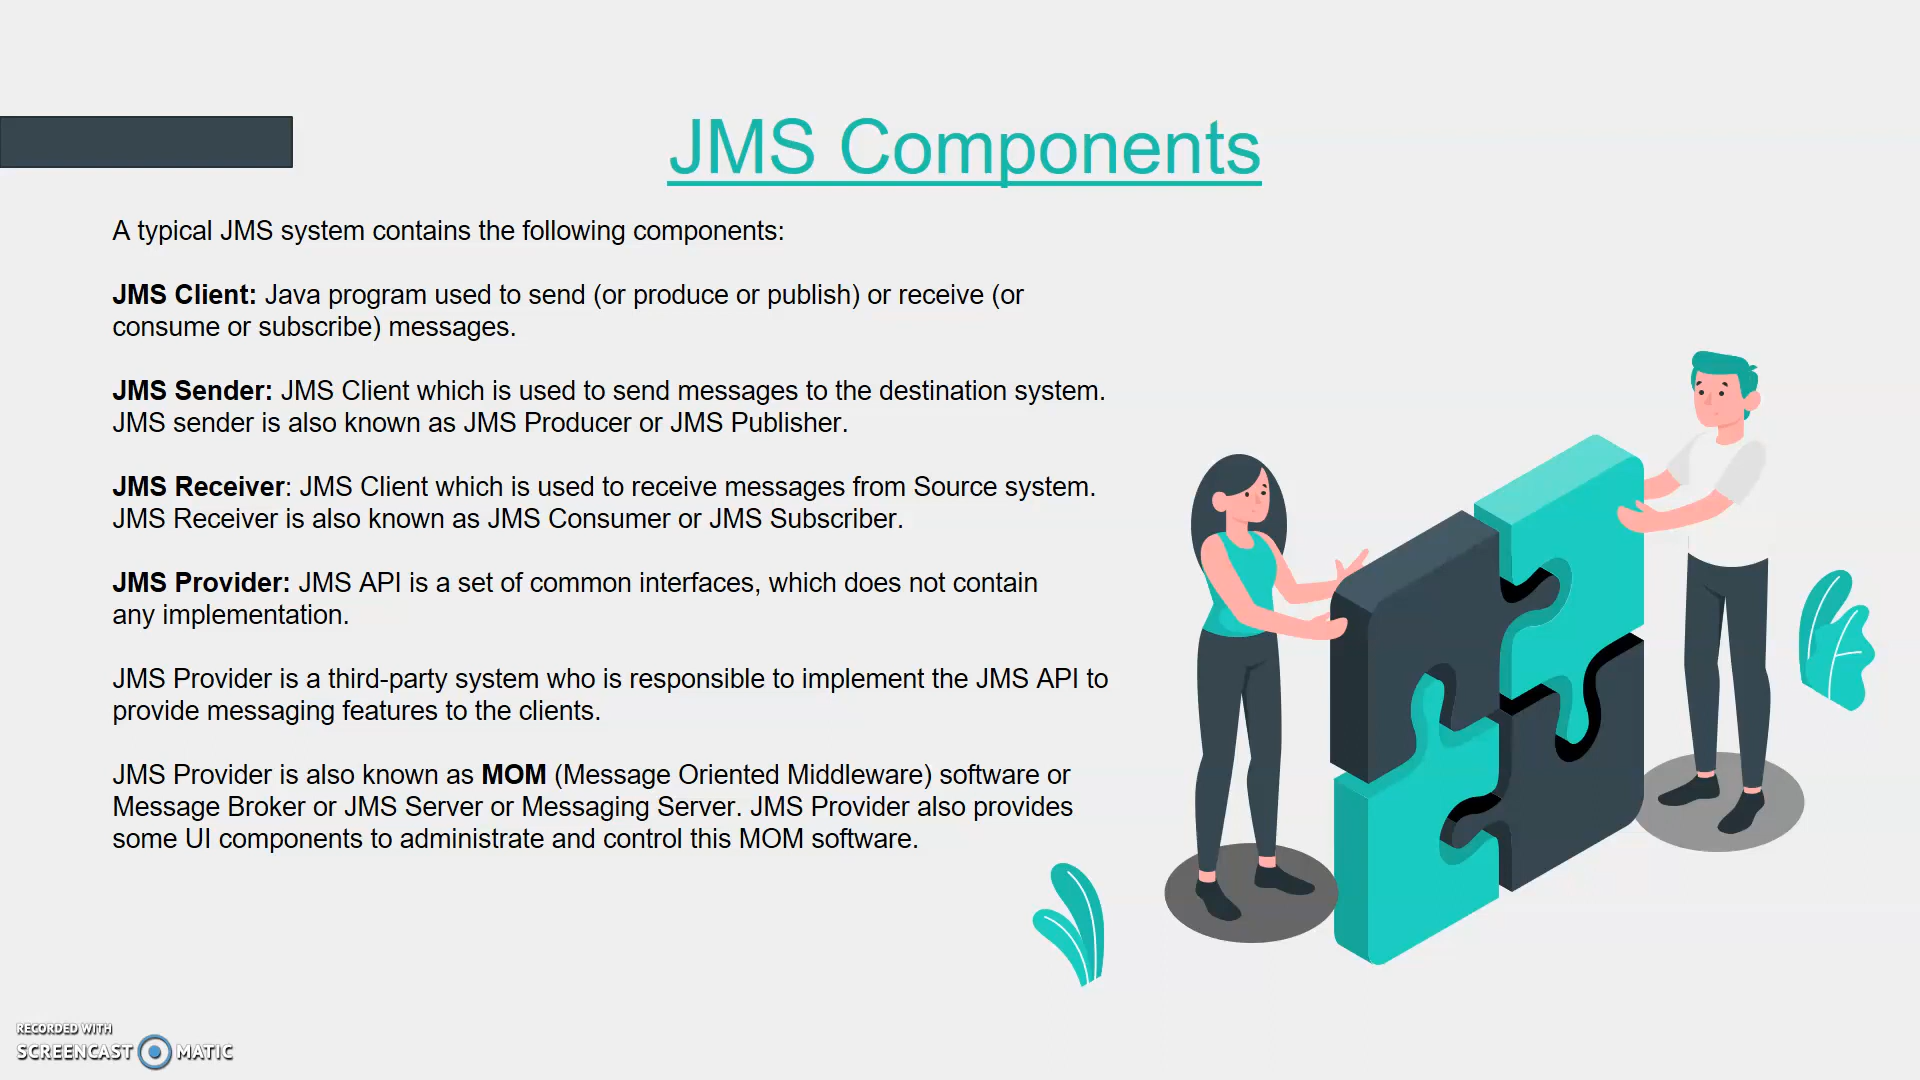 JMS Components
A typical JMS system contains the following components:
JMS Client: Java program used to send (or produce or publish) or receive (or
consume or subscribe) messages.
JMS Sender: JMS Client which is used to send messages to the destination system.
JMS sender is also known as JMS Producer or JMS Publisher.
JMS Receiver: JMS Client which is used to receive messages from Source system.
JMS Receiver is also known as JMS Consumer or JMS Subscriber.
JMS Provider: JMS API is a set of common interfaces, which does not contain
any implementation.
JMS Provider is a third-party system who is responsible to implement the JMS API to
provide messaging features to the clients.
JMS Provider is also known as MOM (Message Oriented Middleware) software or
Message Broker or JMS Server or Messaging Server. JMS Provider also provides
some UI components to administrate and control this MOM software.
RECORDED WITH
SCREENCAST MATIC